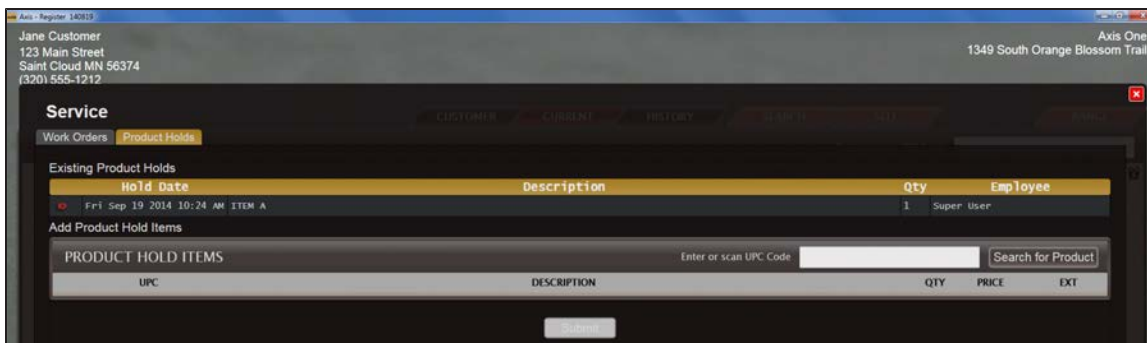 Axis - Register 140819
Jane Customer
123 Main Street
Saint Cloud MN 56374
(320) 555-1212
Axis One
1349 South Orange Blossom Trail
Service
CUSTOMER CURRENT HISTORY SEARCH RANGE
Work Orders Product Holds
Existing Product Holds
Hold Date Description Qty Employee
Fri Sep 19 2014 10:24 AM ITEM A 1 Super User
Add Product Hold Items
PRODUCT HOLD ITEMS Enter or scan UPC Code Search for Product
UPC DESCRIPTION QTY PRICE EXT
Submit